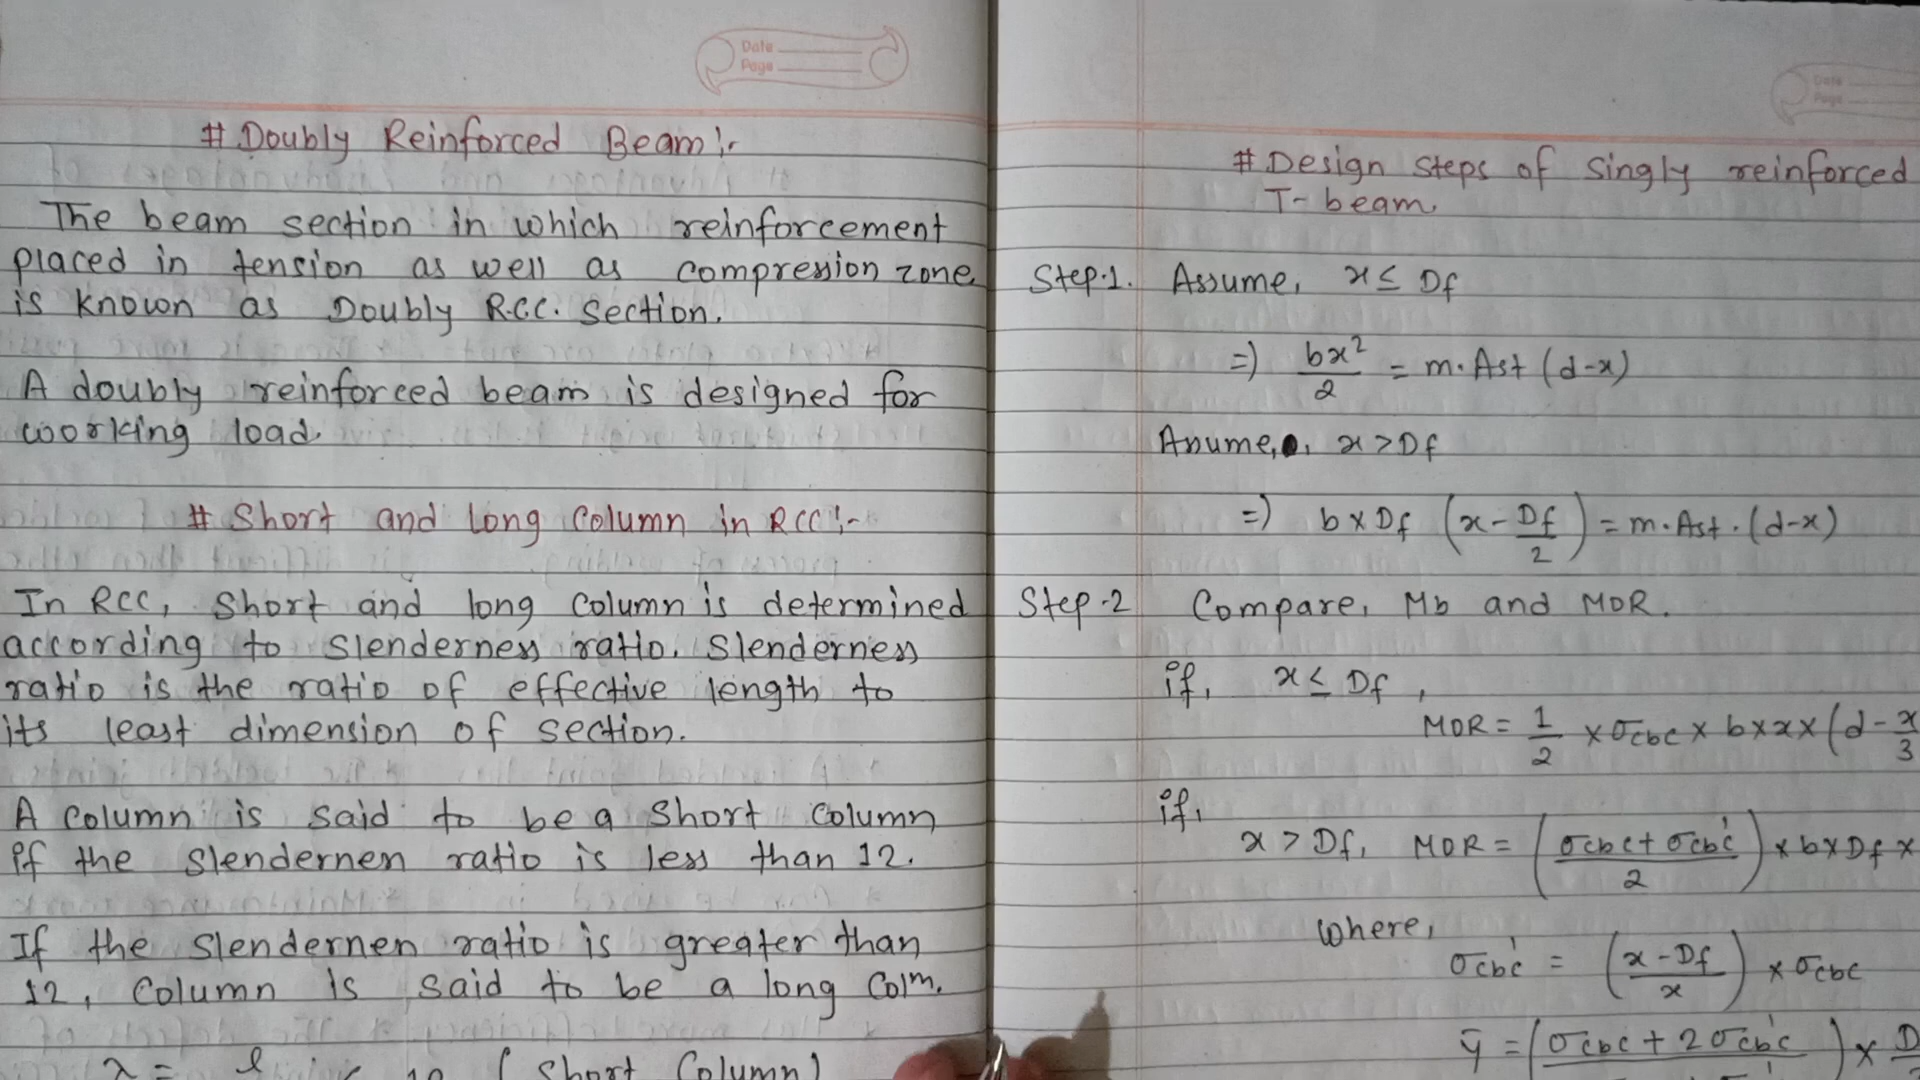 Date
Page
# Doubly Reinforced Beam :-
The beam section in which reinforcement
placed in tension as well as compression zone
is known as Doubly R.C.C. Section.
A doubly reinforced beam is designed for
woorking load.
# Short and long Column in RCC :-
In RCC, Short and long Column is determined
according to Slenderness ratio. Slenderness
ratio is the ratio of effective length to
its least dimension of section.
A Column is said to be a Short Column
if the Slenderness ratio is less than 12.
If the Slenderness ratio is greater than
12, Column is said to be a long Colm.
(Short Column)
Date
Page
# Design Steps of Singly reinforced
T-beam.
Step-1. Assume, x ≤ Df
=) bx²/2 = m.Ast (d-x)
Assume, x > Df
=) b x Df (x - Df/2) = m.Ast.(d-x)
Step-2 Compare, Mb and MOR.
if, x ≤ Df,
MOR = 1/2 x σcbc x b x x x (d - x/3
if,
x > Df, MOR = (σcbc + σcbc'/2) x b x Df x
where,
σcbc' = (x - Df/x) x σcbc
ȳ = (σcbc + 2σcbc'